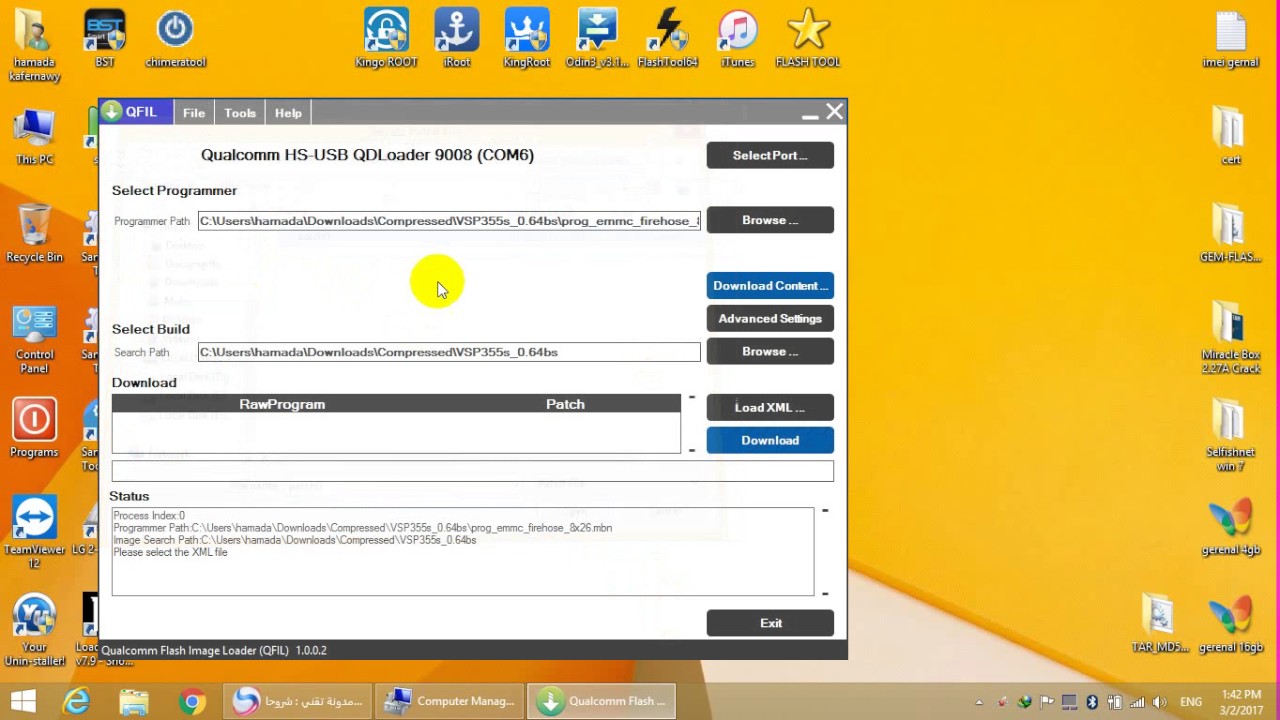 hamada
kafernawy
BST
chimeratool
Kingo ROOT
iRoot
KingRoot
Odin3_v3.1...
FlashTool64
iTunes
FLASH TOOL
imei gernal
This PC
cert
Recycle Bin
GEM-FLAS...
Control
Panel
Miracle Box
2.27A Crack
Programs
Selfishnet
win 7
TeamViewer
12
LG 2-
gerenal 4gb
Your
Unin-staller!
TAR_MD5...
gerenal 16gb
QFIL
File
Tools
Help
Qualcomm HS-USB QDLoader 9008 (COM6)
Select Port ...
Select Programmer
Programmer Path
C:\Users\hamada\Downloads\Compressed\VSP355s_0.64bs\prog_emmc_firehose_8
Browse ...
Download Content ...
Advanced Settings
Select Build
Search Path
C:\Users\hamada\Downloads\Compressed\VSP355s_0.64bs
Browse ...
Download
RawProgram
Patch
Load XML ...
Download
Status
Process Index:0
Programmer Path:C:\Users\hamada\Downloads\Compressed\VSP355s_0.64bs\prog_emmc_firehose_8x26.mbn
Image Search Path:C:\Users\hamada\Downloads\Compressed\VSP355s_0.64bs
Please select the XML file
Exit
Qualcomm Flash Image Loader (QFIL) 1.0.0.2
مدونة تقني : شروحا...
Computer Manag...
Qualcomm Flash ...
ENG
1:42 PM
3/2/2017